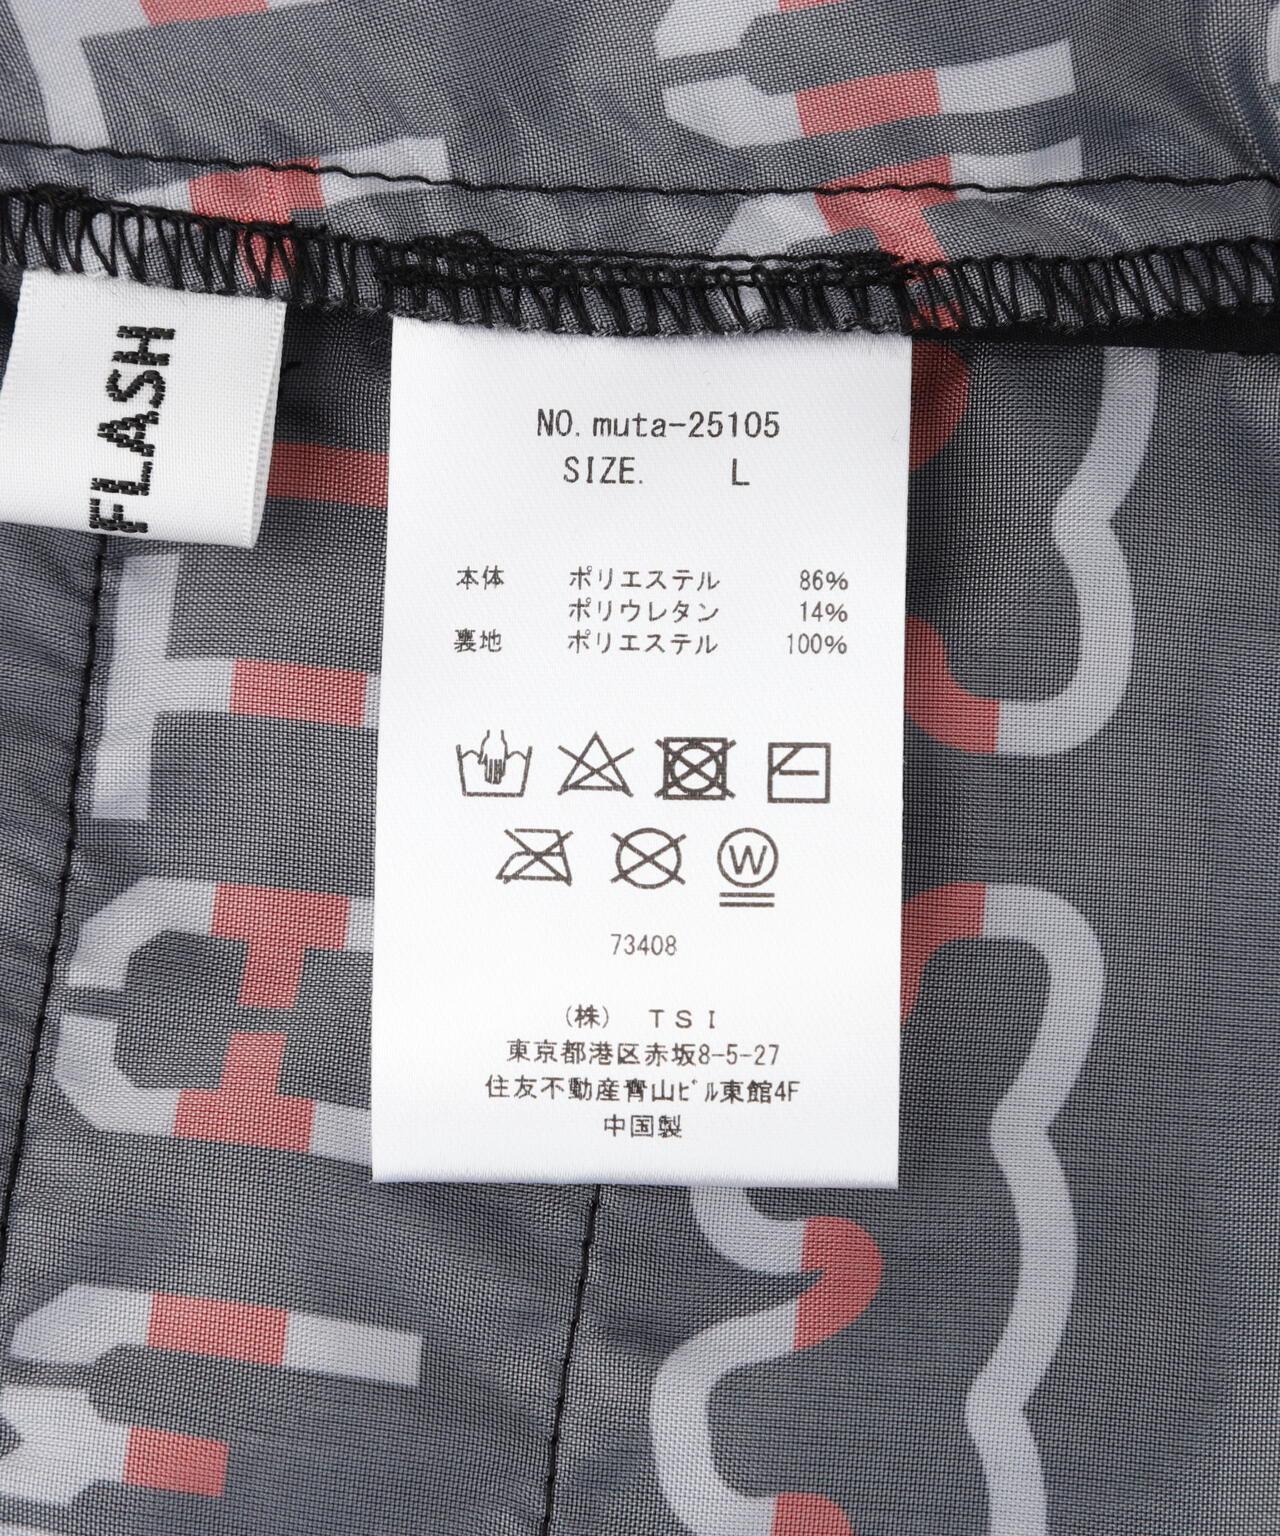 FLASH
NO. muta-25105
SIZE. L
本体 ポリエステル 86%
ポリウレタン 14%
裏地 ポリエステル 100%
W
73408
(株) TSI
東京都港区赤坂8-5-27
住友不動産青山ﾋﾞﾙ東館4F
中国製